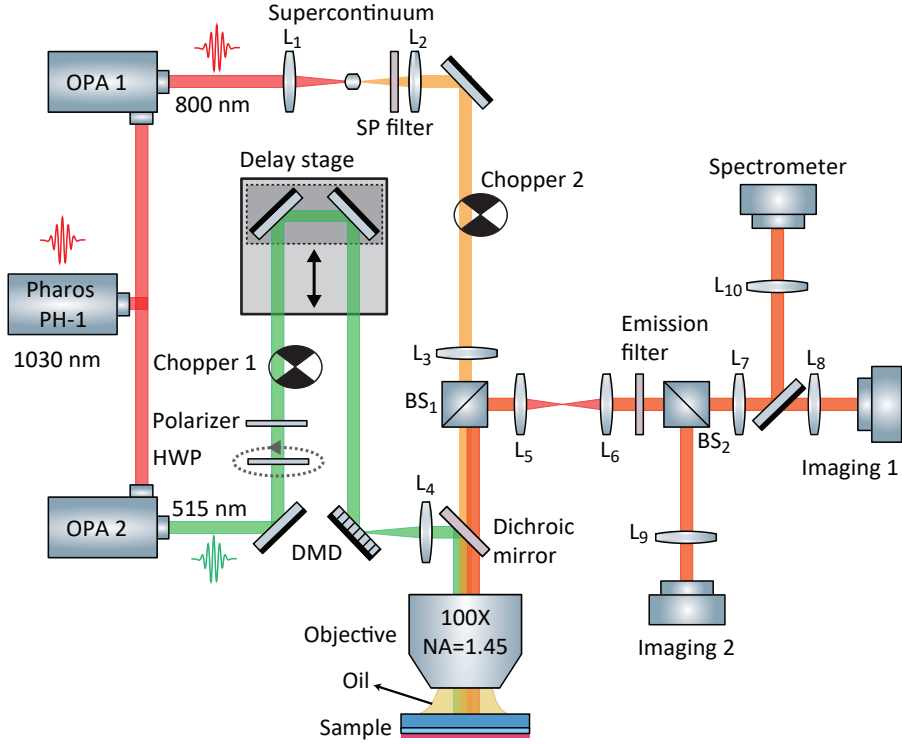 Supercontinuum
L1
L2
OPA 1
800 nm
SP filter
Delay stage
Chopper 2
Spectrometer
Pharos
PH-1
1030 nm
L10
Emission
filter
L3
Chopper 1
BS1
L7
L8
Polarizer
L5
L6
BS2
HWP
Imaging 1
515 nm
L4
OPA 2
DMD
Dichroic
mirror
L9
100X
NA=1.45
Objective
Imaging 2
Oil
Sample